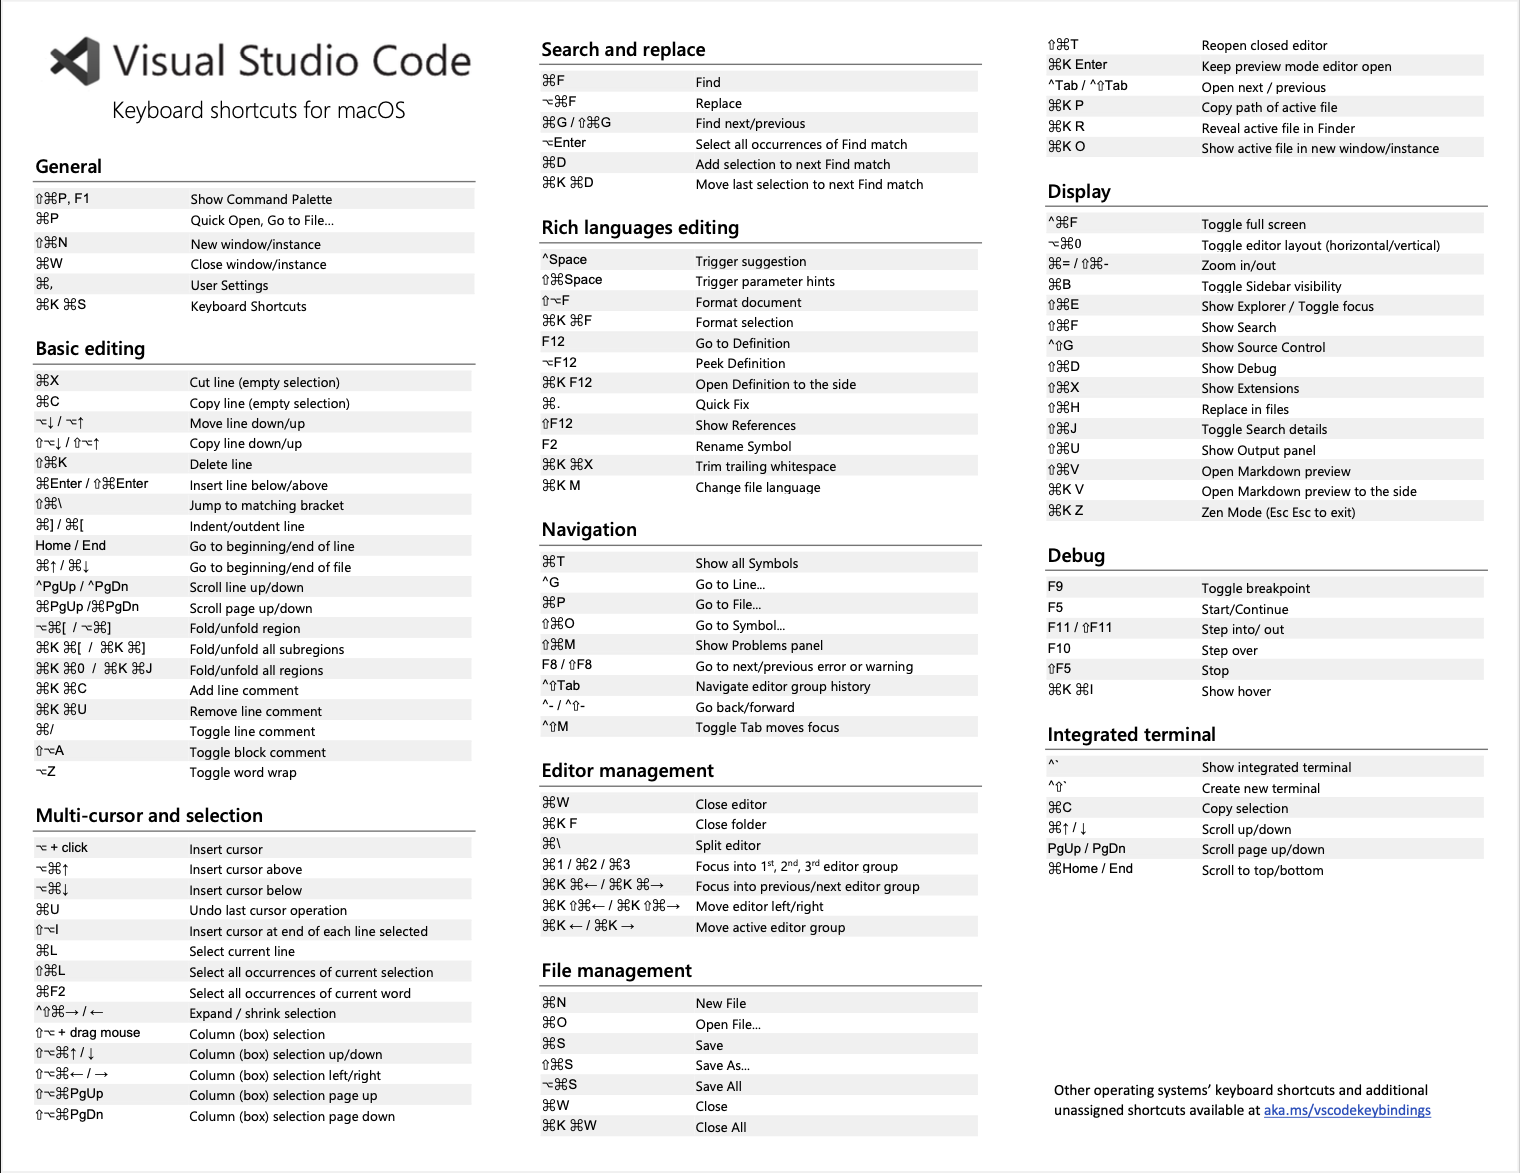 Visual Studio Code
Keyboard shortcuts for macOS
General
⇧⌘P, F1 Show Command Palette
⌘P Quick Open, Go to File…
⇧⌘N New window/instance
⌘W Close window/instance
⌘, User Settings
⌘K ⌘S Keyboard Shortcuts
Basic editing
⌘X Cut line (empty selection)
⌘C Copy line (empty selection)
⌥↓ / ⌥↑ Move line down/up
⇧⌥↓ / ⇧⌥↑ Copy line down/up
⇧⌘K Delete line
⌘Enter / ⇧⌘Enter Insert line below/above
⇧⌘\ Jump to matching bracket
⌘] / ⌘[ Indent/outdent line
Home / End Go to beginning/end of line
⌘↑ / ⌘↓ Go to beginning/end of file
^PgUp / ^PgDn Scroll line up/down
⌘PgUp /⌘PgDn Scroll page up/down
⌥⌘[ / ⌥⌘] Fold/unfold region
⌘K ⌘[ / ⌘K ⌘] Fold/unfold all subregions
⌘K ⌘0 / ⌘K ⌘J Fold/unfold all regions
⌘K ⌘C Add line comment
⌘K ⌘U Remove line comment
⌘/ Toggle line comment
⇧⌥A Toggle block comment
⌥Z Toggle word wrap
Multi-cursor and selection
⌥ + click Insert cursor
⌥⌘↑ Insert cursor above
⌥⌘↓ Insert cursor below
⌘U Undo last cursor operation
⇧⌥I Insert cursor at end of each line selected
⌘L Select current line
⇧⌘L Select all occurrences of current selection
⌘F2 Select all occurrences of current word
^⇧⌘→ / ← Expand / shrink selection
⇧⌥ + drag mouse Column (box) selection
⇧⌥⌘↑ / ↓ Column (box) selection up/down
⇧⌥⌘← / → Column (box) selection left/right
⇧⌥⌘PgUp Column (box) selection page up
⇧⌥⌘PgDn Column (box) selection page down
Search and replace
⌘F Find
⌥⌘F Replace
⌘G / ⇧⌘G Find next/previous
⌥Enter Select all occurrences of Find match
⌘D Add selection to next Find match
⌘K ⌘D Move last selection to next Find match
Rich languages editing
^Space Trigger suggestion
⇧⌘Space Trigger parameter hints
⇧⌥F Format document
⌘K ⌘F Format selection
F12 Go to Definition
⌥F12 Peek Definition
⌘K F12 Open Definition to the side
⌘. Quick Fix
⇧F12 Show References
F2 Rename Symbol
⌘K ⌘X Trim trailing whitespace
⌘K M Change file language
Navigation
⌘T Show all Symbols
^G Go to Line…
⌘P Go to File…
⇧⌘O Go to Symbol…
⇧⌘M Show Problems panel
F8 / ⇧F8 Go to next/previous error or warning
^⇧Tab Navigate editor group history
^- / ^⇧- Go back/forward
^⇧M Toggle Tab moves focus
Editor management
⌘W Close editor
⌘K F Close folder
⌘\ Split editor
⌘1 / ⌘2 / ⌘3 Focus into 1st, 2nd, 3rd editor group
⌘K ⌘← / ⌘K ⌘→ Focus into previous/next editor group
⌘K ⇧⌘← / ⌘K ⇧⌘→ Move editor left/right
⌘K ← / ⌘K → Move active editor group
File management
⌘N New File
⌘O Open File…
⌘S Save
⇧⌘S Save As…
⌥⌘S Save All
⌘W Close
⌘K ⌘W Close All
⇧⌘T Reopen closed editor
⌘K Enter Keep preview mode editor open
^Tab / ^⇧Tab Open next / previous
⌘K P Copy path of active file
⌘K R Reveal active file in Finder
⌘K O Show active file in new window/instance
Display
^⌘F Toggle full screen
⌥⌘0 Toggle editor layout (horizontal/vertical)
⌘= / ⇧⌘- Zoom in/out
⌘B Toggle Sidebar visibility
⇧⌘E Show Explorer / Toggle focus
⇧⌘F Show Search
^⇧G Show Source Control
⇧⌘D Show Debug
⇧⌘X Show Extensions
⇧⌘H Replace in files
⇧⌘J Toggle Search details
⇧⌘U Show Output panel
⇧⌘V Open Markdown preview
⌘K V Open Markdown preview to the side
⌘K Z Zen Mode (Esc Esc to exit)
Debug
F9 Toggle breakpoint
F5 Start/Continue
F11 / ⇧F11 Step into/ out
F10 Step over
⇧F5 Stop
⌘K ⌘I Show hover
Integrated terminal
^` Show integrated terminal
^⇧` Create new terminal
⌘C Copy selection
⌘↑ / ↓ Scroll up/down
PgUp / PgDn Scroll page up/down
⌘Home / End Scroll to top/bottom
Other operating systems’ keyboard shortcuts and additional
unassigned shortcuts available at aka.ms/vscodekeybindings